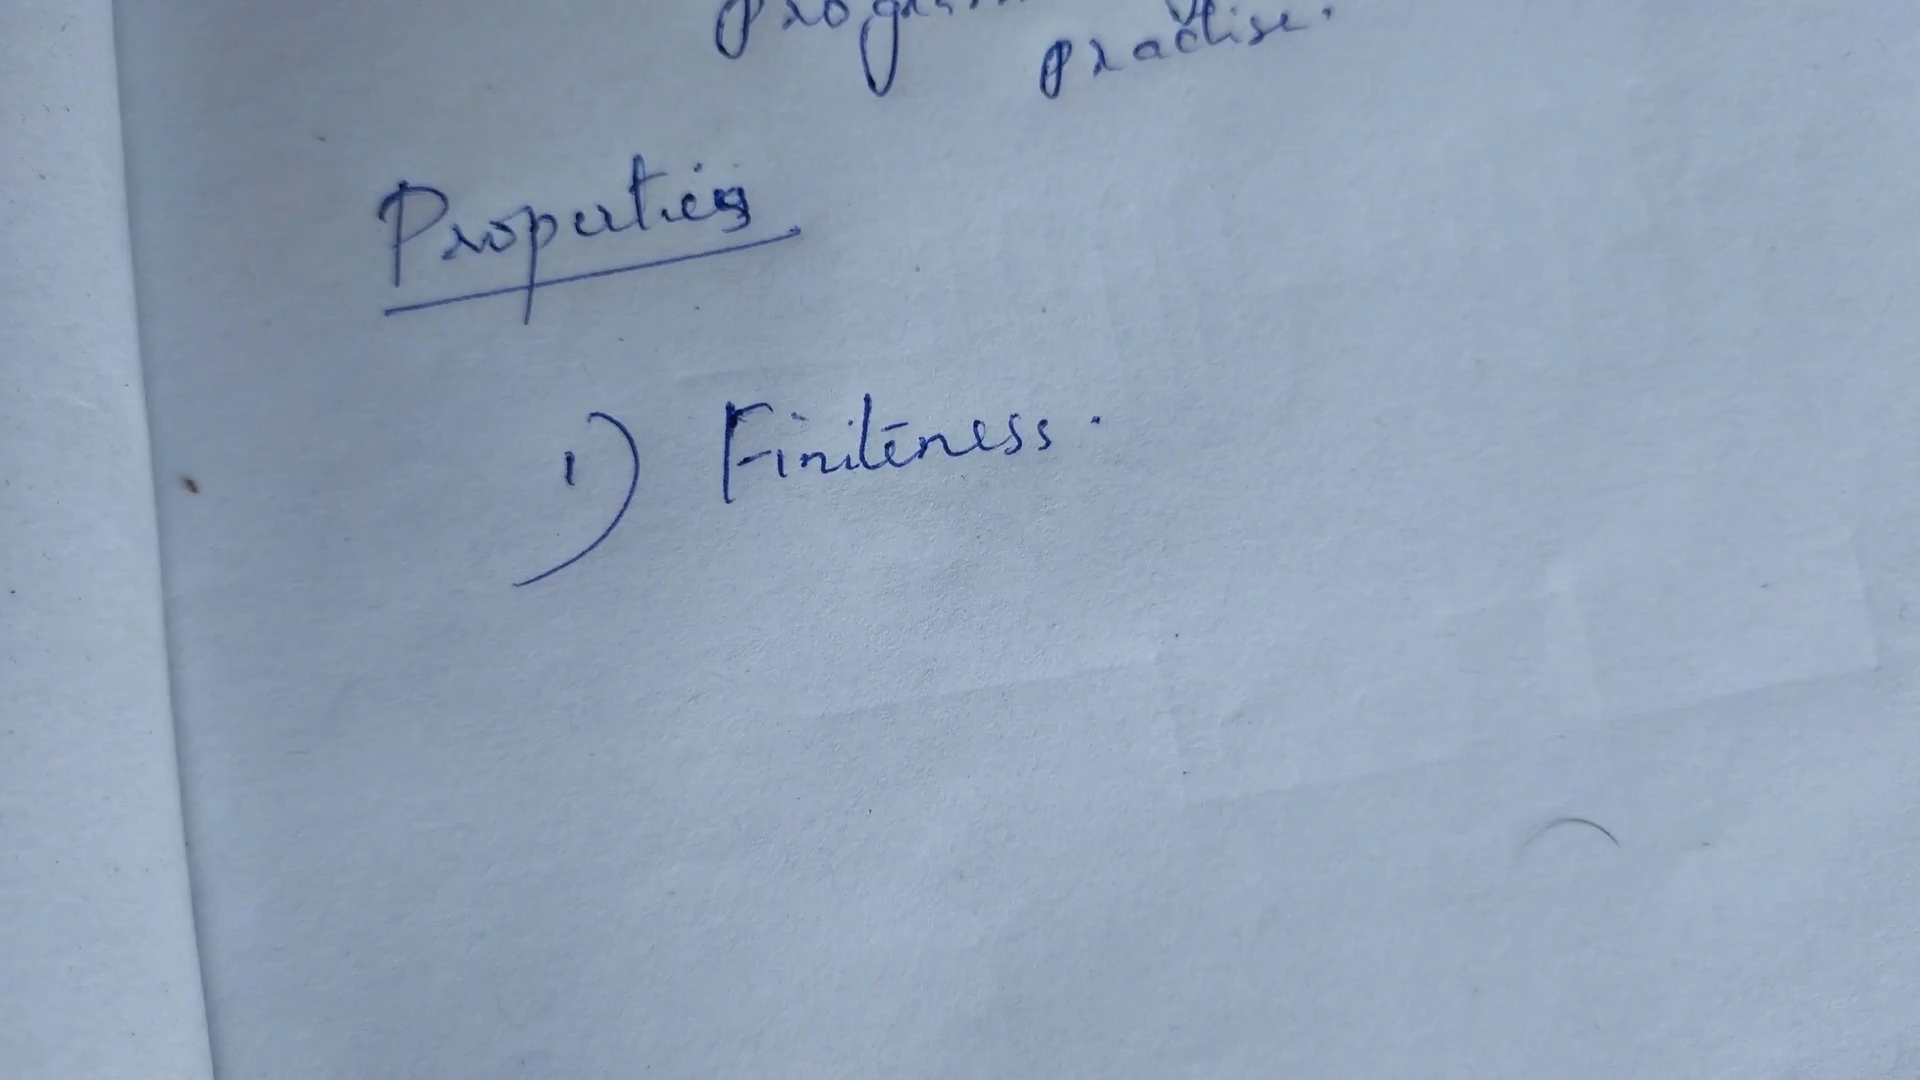 practise.
Properties
1) Finiteness.